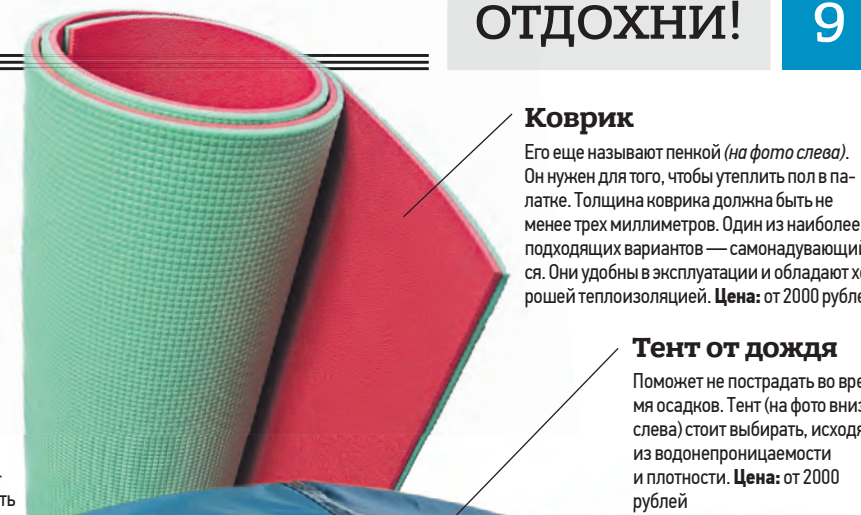 ОТДОХНИ!
9
Коврик
Его еще называют пенкой (на фото слева).
Он нужен для того, чтобы утеплить пол в па-
латке. Толщина коврика должна быть не
менее трех миллиметров. Один из наиболее
подходящих вариантов — самонадувающий
ся. Они удобны в эксплуатации и обладают х
рошей теплоизоляцией. Цена: от 2000 рубле
Тент от дождя
Поможет не пострадать во вре
мя осадков. Тент (на фото вниз
слева) стоит выбирать, исходя
из водонепроницаемости
и плотности. Цена: от 2000
рублей
ть